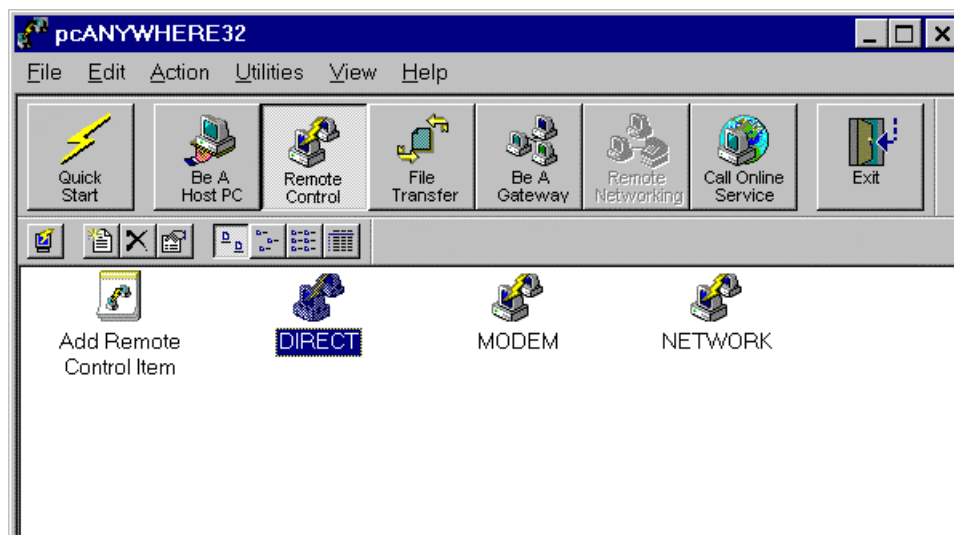 pcANYWHERE32
File Edit Action Utilities View Help
Quick Start
Be A Host PC
Remote Control
File Transfer
Be A Gateway
Remote Networking
Call Online Service
Exit
Add Remote Control Item
DIRECT
MODEM
NETWORK